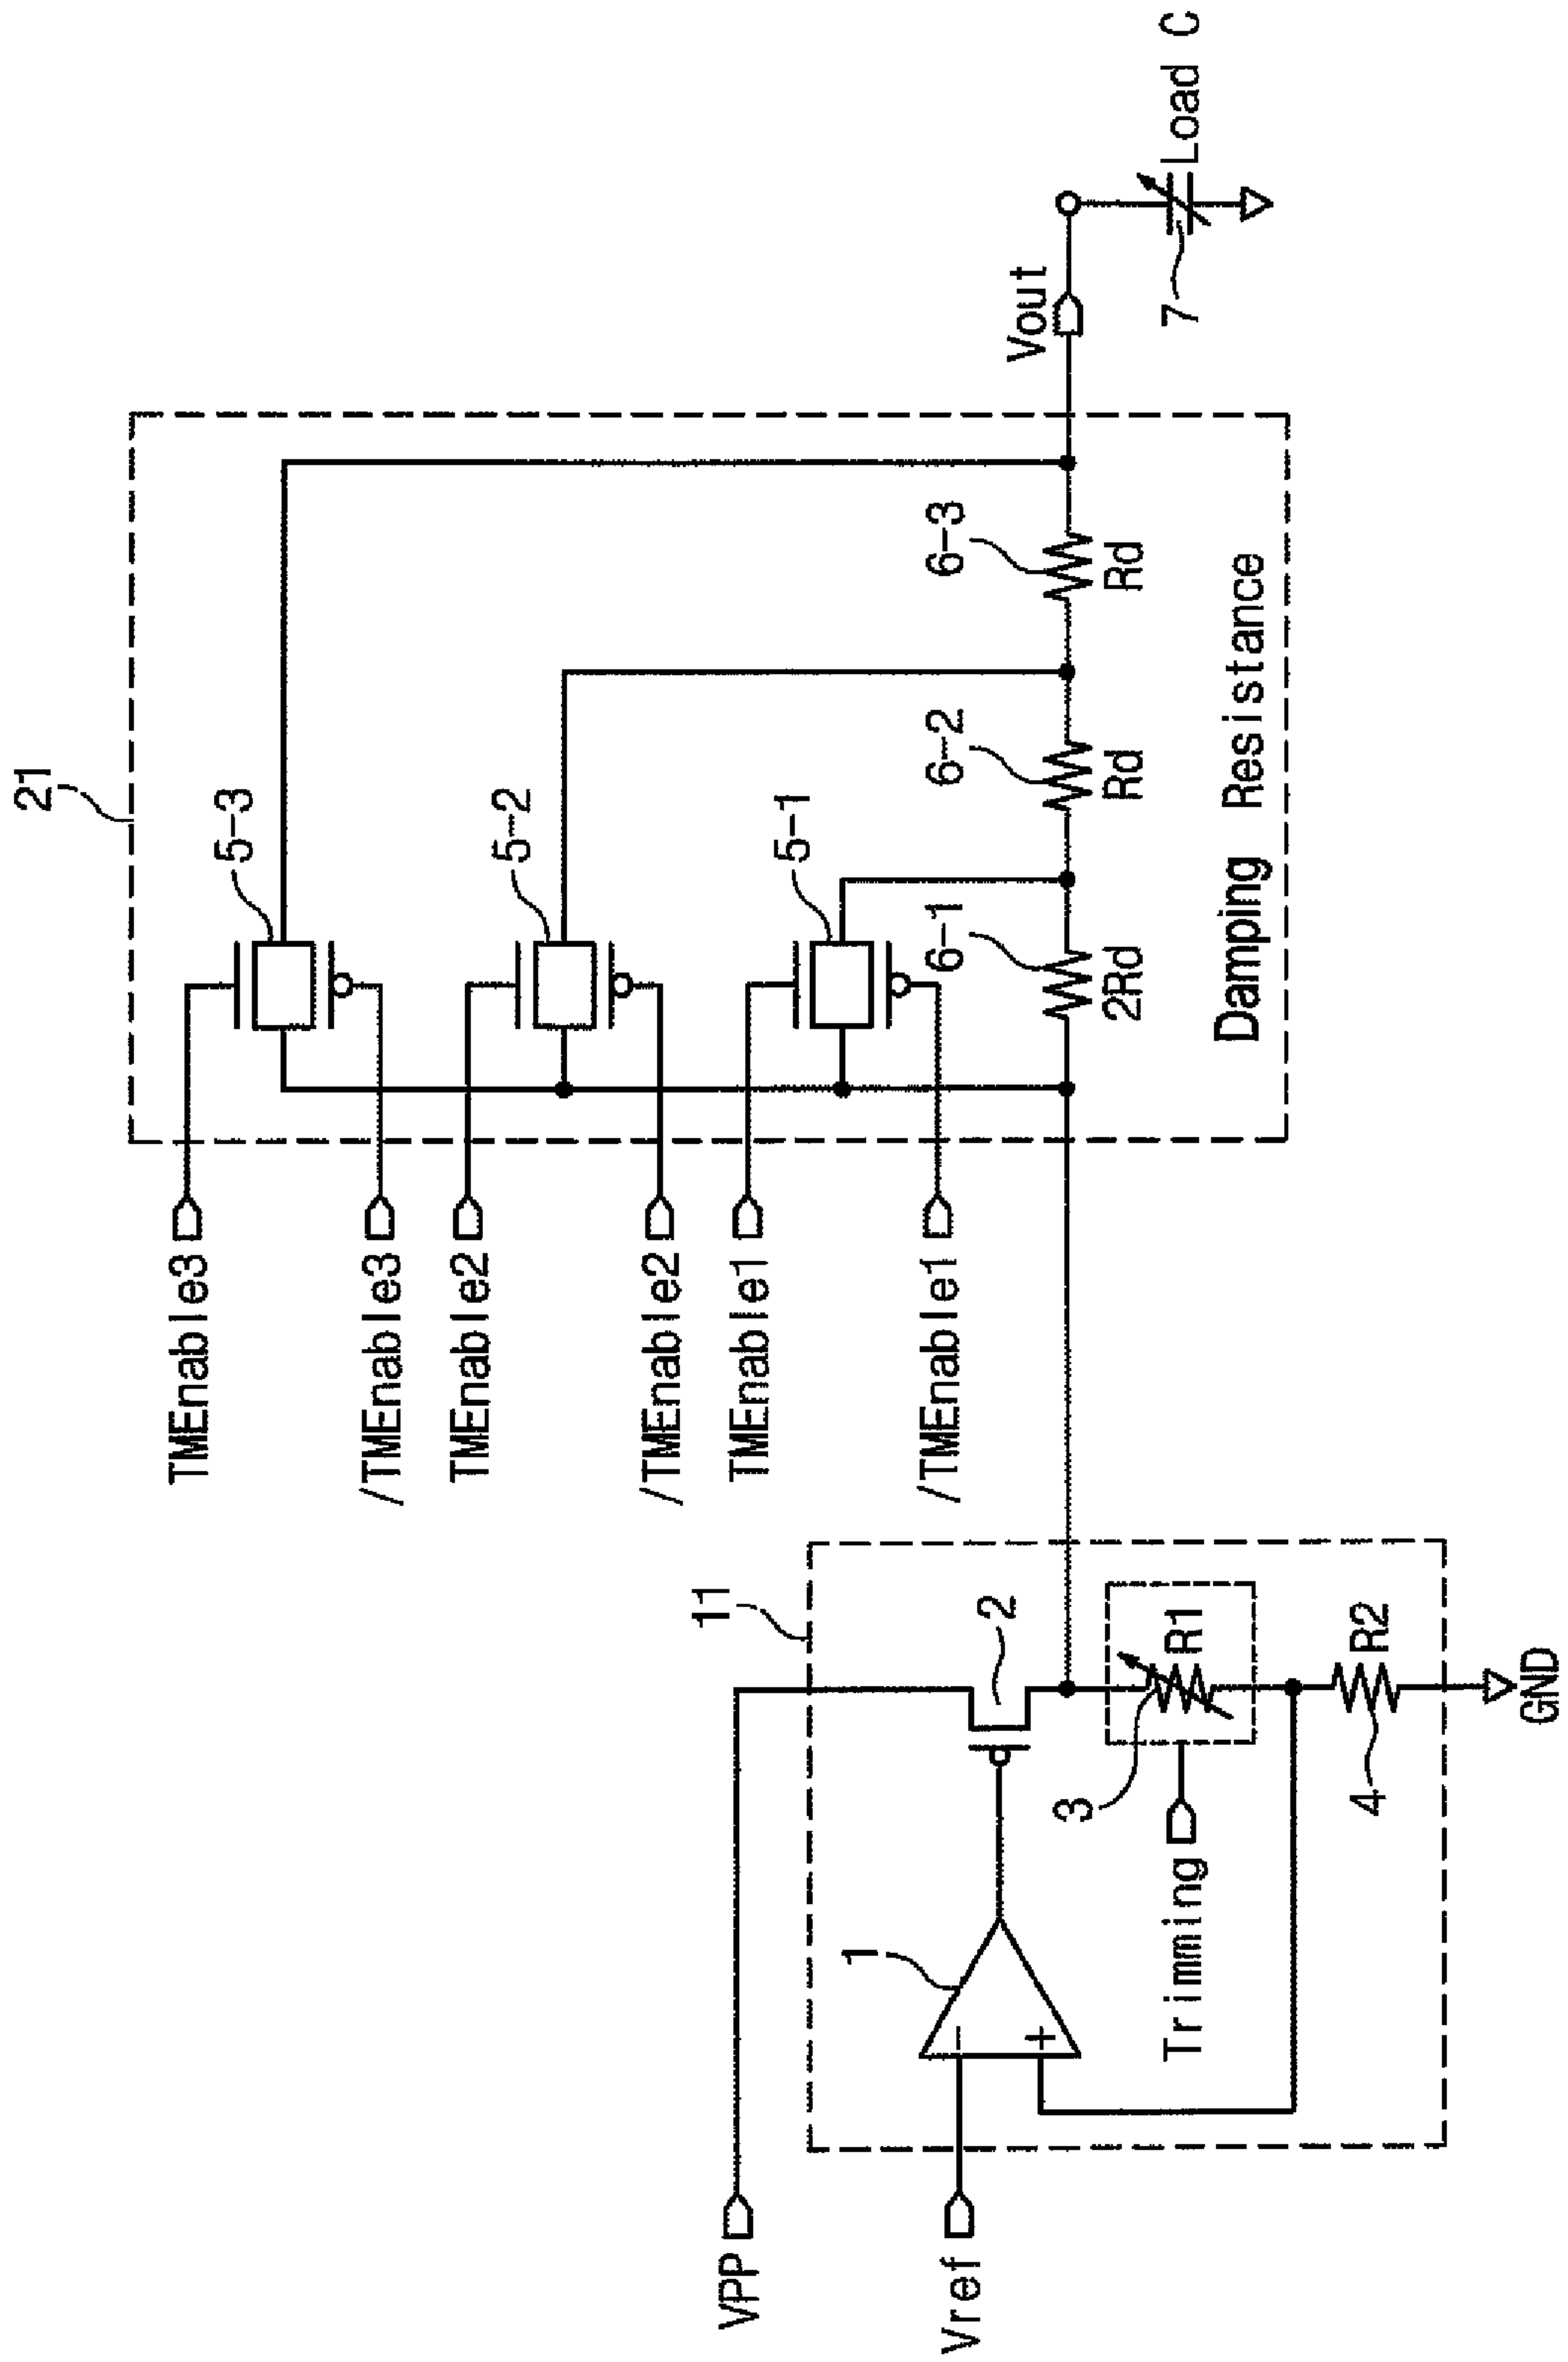 21
TMEnable3
5-3
/TMEnable3
TMEnable2
5-2
/TMEnable2
TMEnable1
5-1
/TMEnable1
6-1
6-2
6-3
2Rd
Rd
Rd
Damping Resistance
Vout
7
Load C
11
VPP
Vref
1
-
+
2
3
R1
Trimming
4
R2
GND